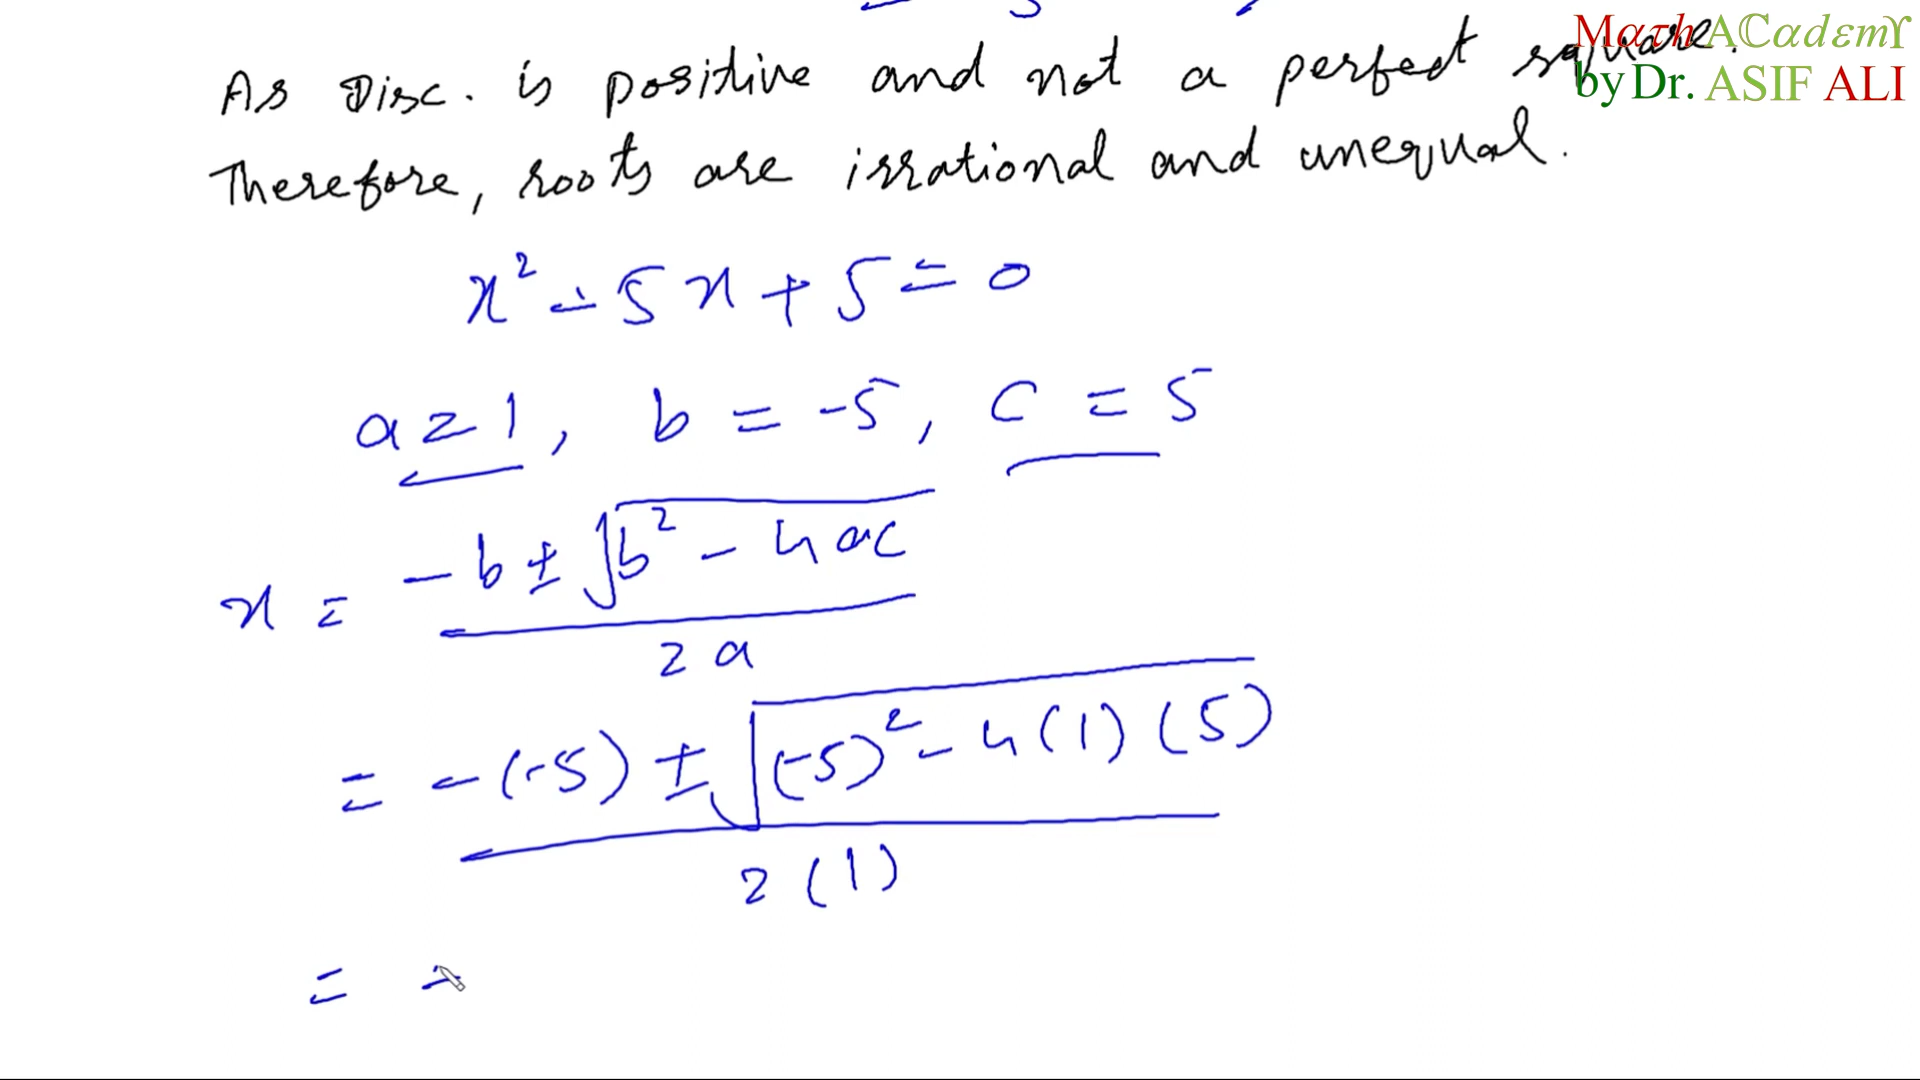 MathACademy
by Dr. ASIF ALI
As Disc. is positive and not a perfect square.
Therefore, roots are irrational and unequal.
x² - 5x + 5 = 0
a = 1, b = -5, c = 5
x = (-b ± √(b² - 4ac)) / 2a
= (-(-5) ± √((-5)² - 4(1)(5))) / 2(1)
=